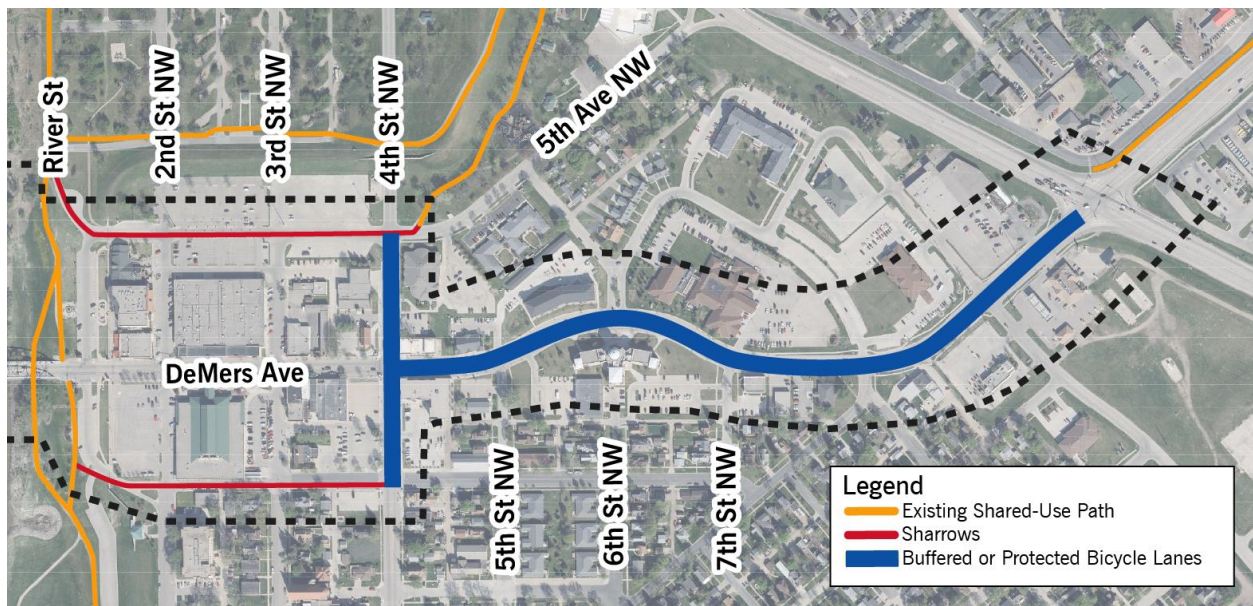 River St
2nd St NW
3rd St NW
4th St NW
5th Ave NW
DeMers Ave
5th St NW
6th St NW
7th St NW
Legend
Existing Shared-Use Path
Sharrows
Buffered or Protected Bicycle Lanes